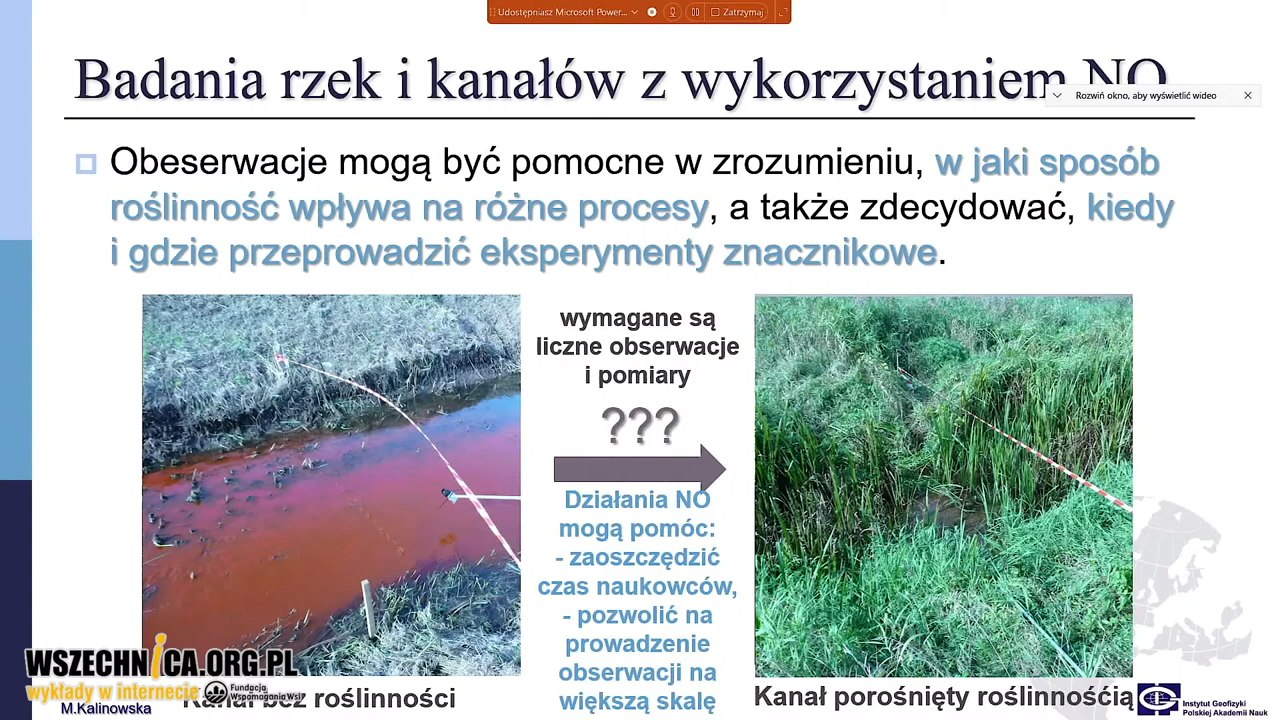 Udostępniasz Microsoft Power...
Zatrzymaj
Badania rzek i kanałów z wykorzystaniem NO
Rozwiń okno, aby wyświetlić wideo
Obeserwacje mogą być pomocne w zrozumieniu, w jaki sposób
roślinność wpływa na różne procesy, a także zdecydować, kiedy
i gdzie przeprowadzić eksperymenty znacznikowe.
wymagane są
liczne obserwacje
i pomiary
???
Działania NO
mogą pomóc:
- zaoszczędzić
czas naukowców,
- pozwolić na
prowadzenie
obserwacji na
większą skalę
Kanał bez roślinności
Kanał porośnięty roślinnośćią
WSZECHNICA.ORG.PL
wykłady w internecie
Fundacja
Wspomagania Wsi
M.Kalinowska
Instytut Geofizyki
Polskiej Akademii Nauk